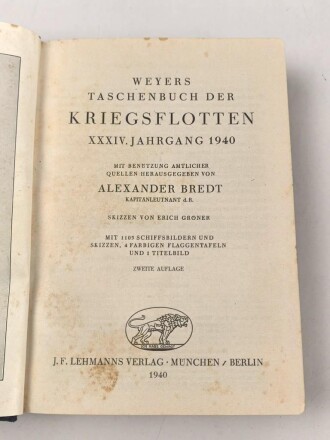 WEYERS
TASCHENBUCH DER
KRIEGSFLOTTEN
XXXIV. JAHRGANG 1940
MIT BENUTZUNG AMTLICHER
QUELLEN HERAUSGEGEBEN VON
ALEXANDER BREDT
KAPITÄNLEUTNANT d. R.
SKIZZEN VON ERICH GRÖNER
MIT 1107 SCHIFFSBILDERN UND
SKIZZEN, 4 FARBIGEN FLAGGENTAFELN
UND 1 TITELBILD
ZWEITE AUFLAGE
J. F. LEHMANNS VERLAG · MÜNCHEN / BERLIN
1940